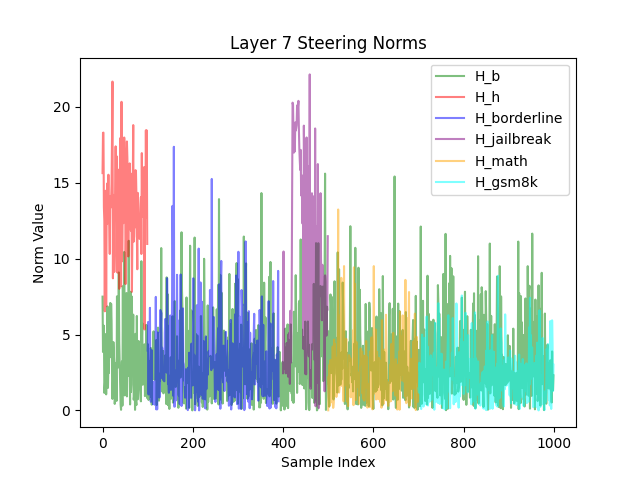 Layer 7 Steering Norms
Norm Value
20
15
10
5
0
H_b
H_h
H_borderline
H_jailbreak
H_math
H_gsm8k
0 200 400 600 800 1000
Sample Index